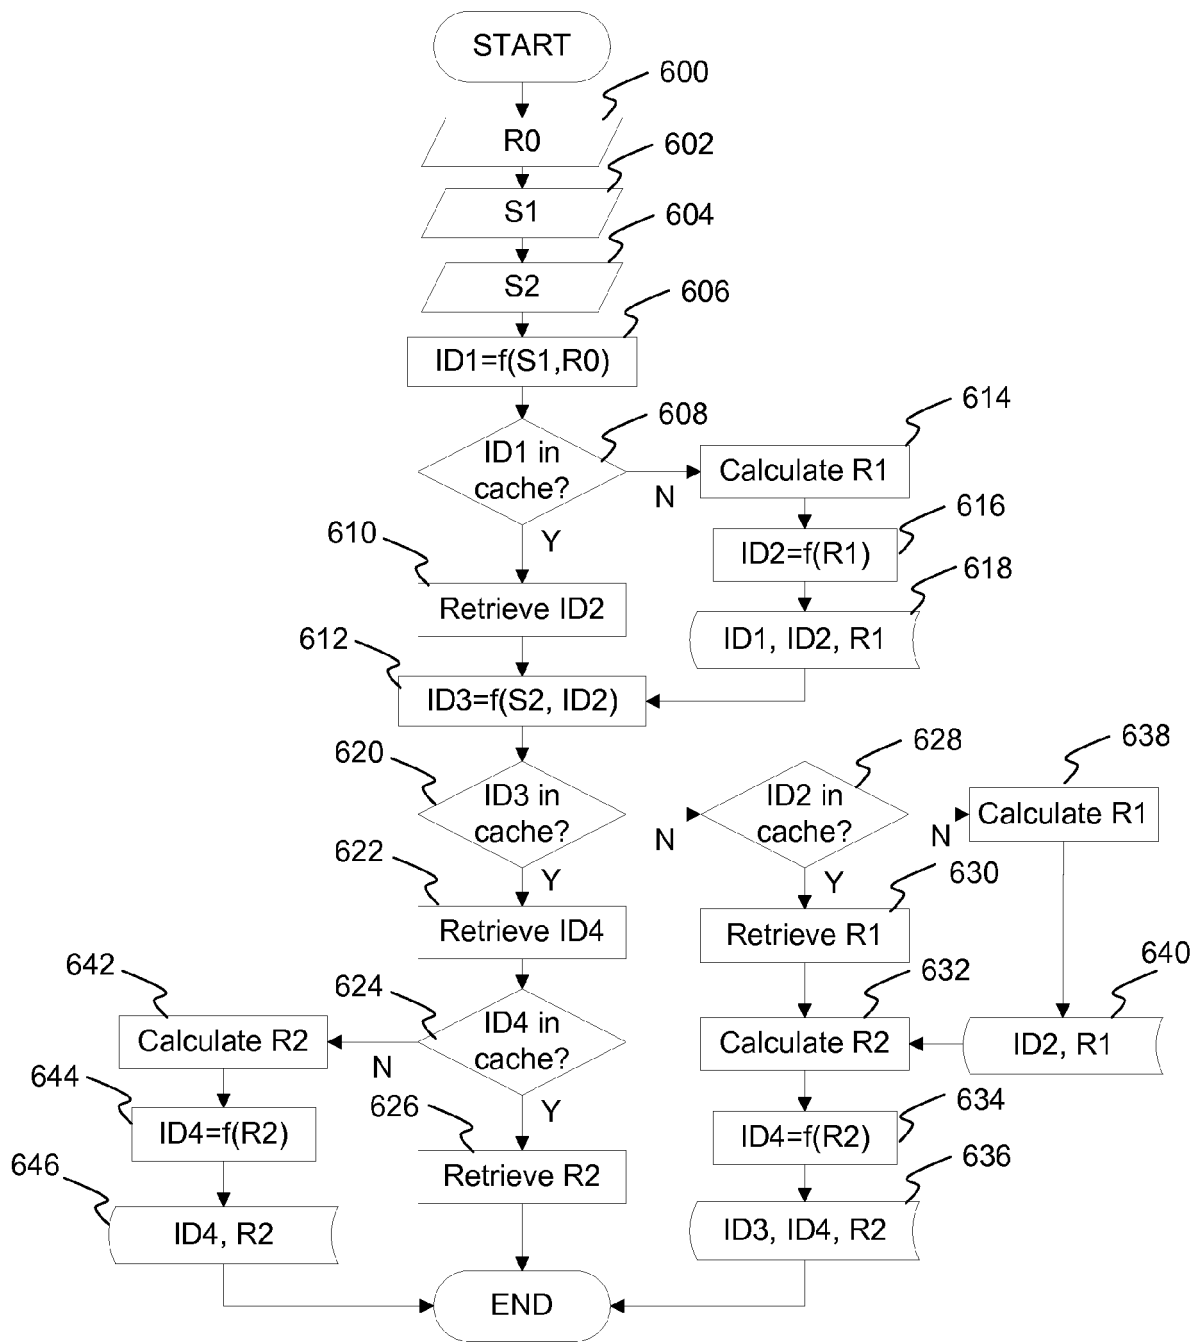 START
600
R0
602
S1
604
S2
606
ID1=f(S1,R0)
608
ID1 in
cache?
N
Y
614
Calculate R1
616
ID2=f(R1)
618
ID1, ID2, R1
610
Retrieve ID2
612
ID3=f(S2, ID2)
620
ID3 in
cache?
N
Y
628
ID2 in
cache?
N
Y
638
Calculate R1
622
Retrieve ID4
630
Retrieve R1
640
ID2, R1
624
ID4 in
cache?
N
Y
632
Calculate R2
642
Calculate R2
644
ID4=f(R2)
646
ID4, R2
626
Retrieve R2
634
ID4=f(R2)
636
ID3, ID4, R2
END